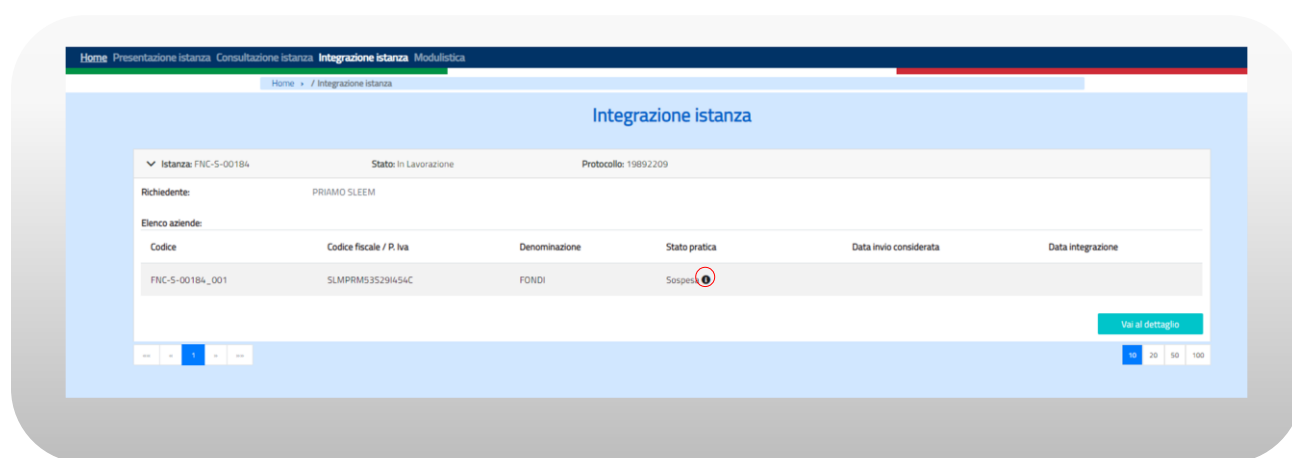 Home Presentazione istanza Consultazione istanza Integrazione istanza Modulistica
Home › / Integrazione istanza
Integrazione istanza
Istanza: FNC-S-00184 Stato: In Lavorazione Protocollo: 19892209
Richiedente: PRIAMO SLEEM
Elenco aziende:
Codice Codice fiscale / P. Iva Denominazione Stato pratica Data invio considerata Data integrazione
FNC-S-00184_001 SLMPRM53S29I454C FONDI Sospesa
Vai al dettaglio
«« « 1 » »» 10 20 50 100